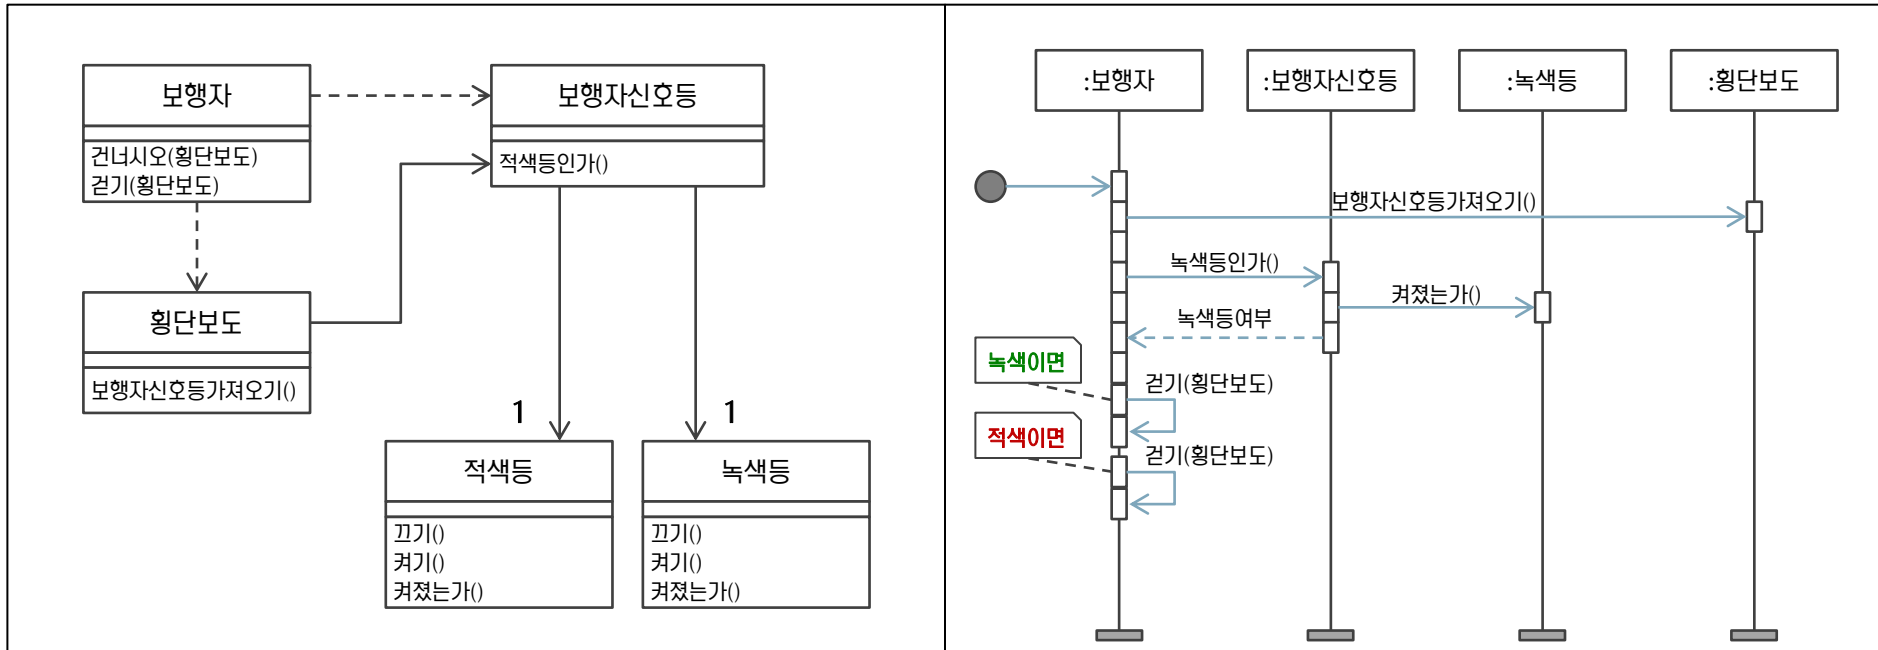 보행자
건너시오(횡단보도)
걷기(횡단보도)
보행자신호등
적색등인가()
횡단보도
보행자신호등가져오기()
1
1
적색등
끄기()
켜기()
켜졌는가()
녹색등
끄기()
켜기()
켜졌는가()
:보행자
:보행자신호등
:녹색등
:횡단보도
보행자신호등가져오기()
녹색등인가()
켜졌는가()
녹색등여부
녹색이면
걷기(횡단보도)
적색이면
걷기(횡단보도)